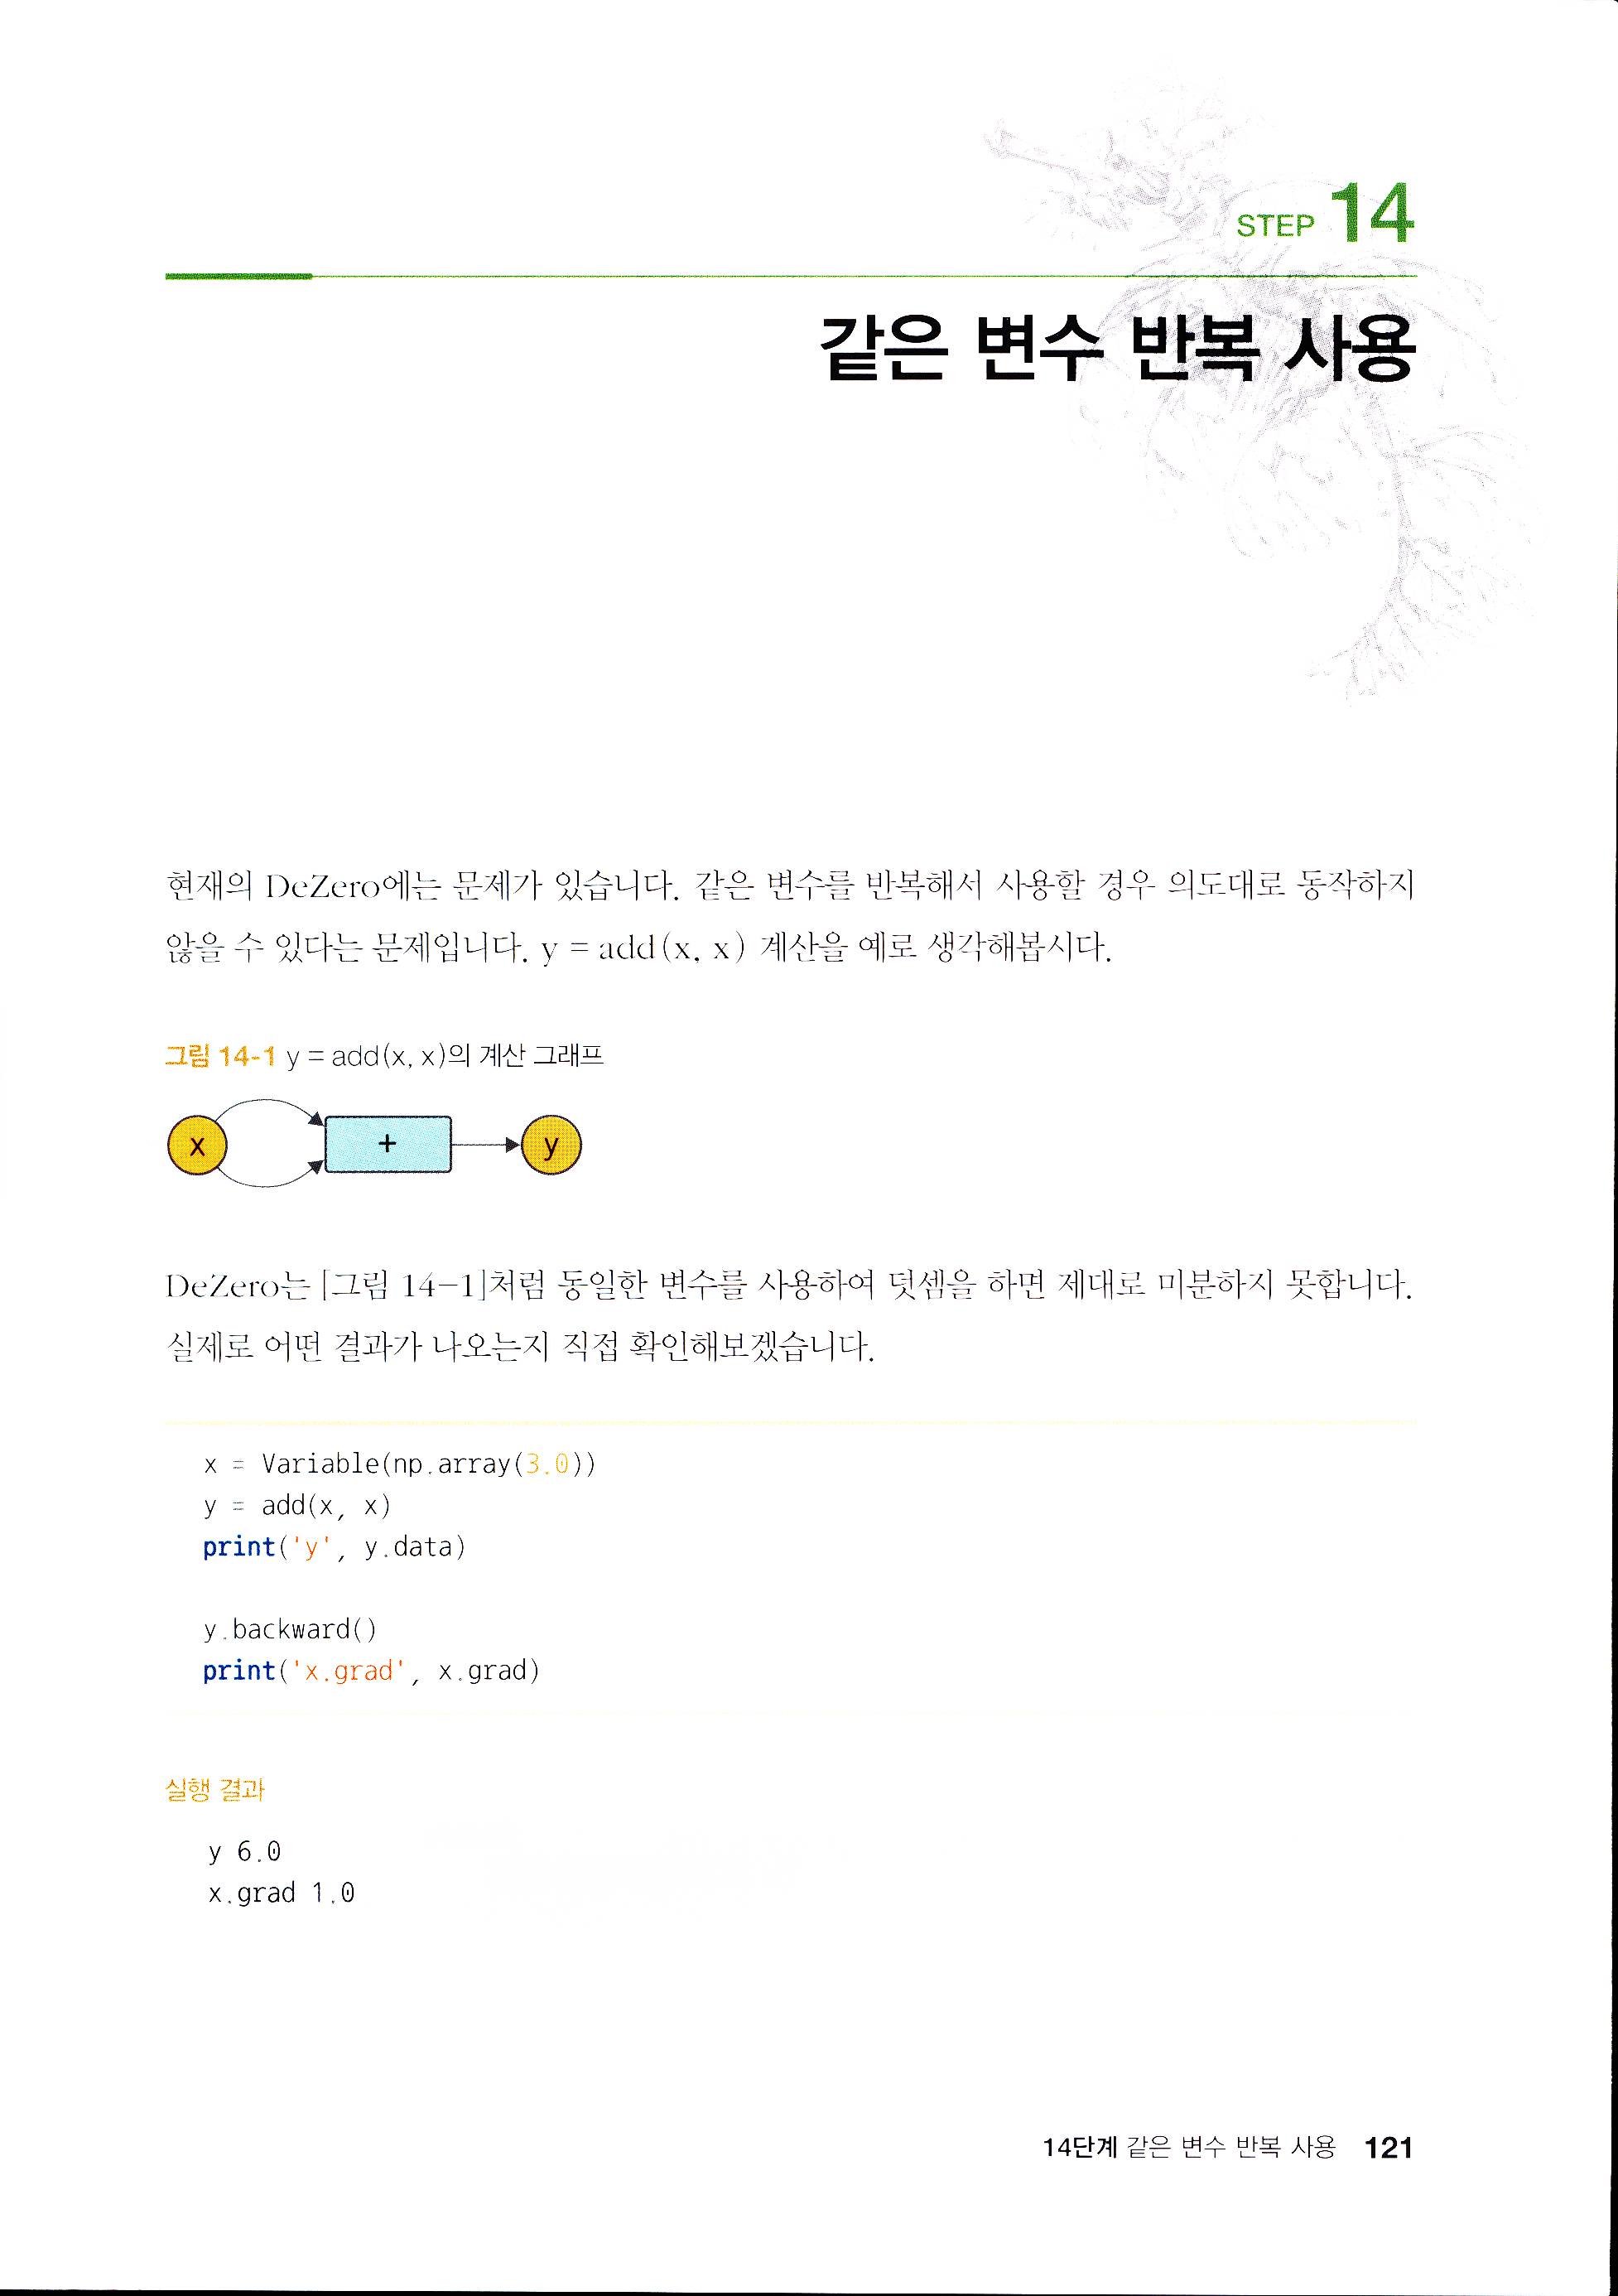 STEP 14
같은 변수 반복 사용
현재의 DeZero에는 문제가 있습니다. 같은 변수를 반복해서 사용할 경우 의도대로 동작하지
않을 수 있다는 문제입니다. y = add(x, x) 계산을 예로 생각해봅시다.
그림 14-1 y = add(x, x)의 계산 그래프
x + y
DeZero는 [그림 14-1]처럼 동일한 변수를 사용하여 덧셈을 하면 제대로 미분하지 못합니다.
실제로 어떤 결과가 나오는지 직접 확인해보겠습니다.
x = Variable(np.array(3.0))
y = add(x, x)
print('y', y.data)
y.backward()
print('x.grad', x.grad)
실행 결과
y 6.0
x.grad 1.0
14단계 같은 변수 반복 사용 121